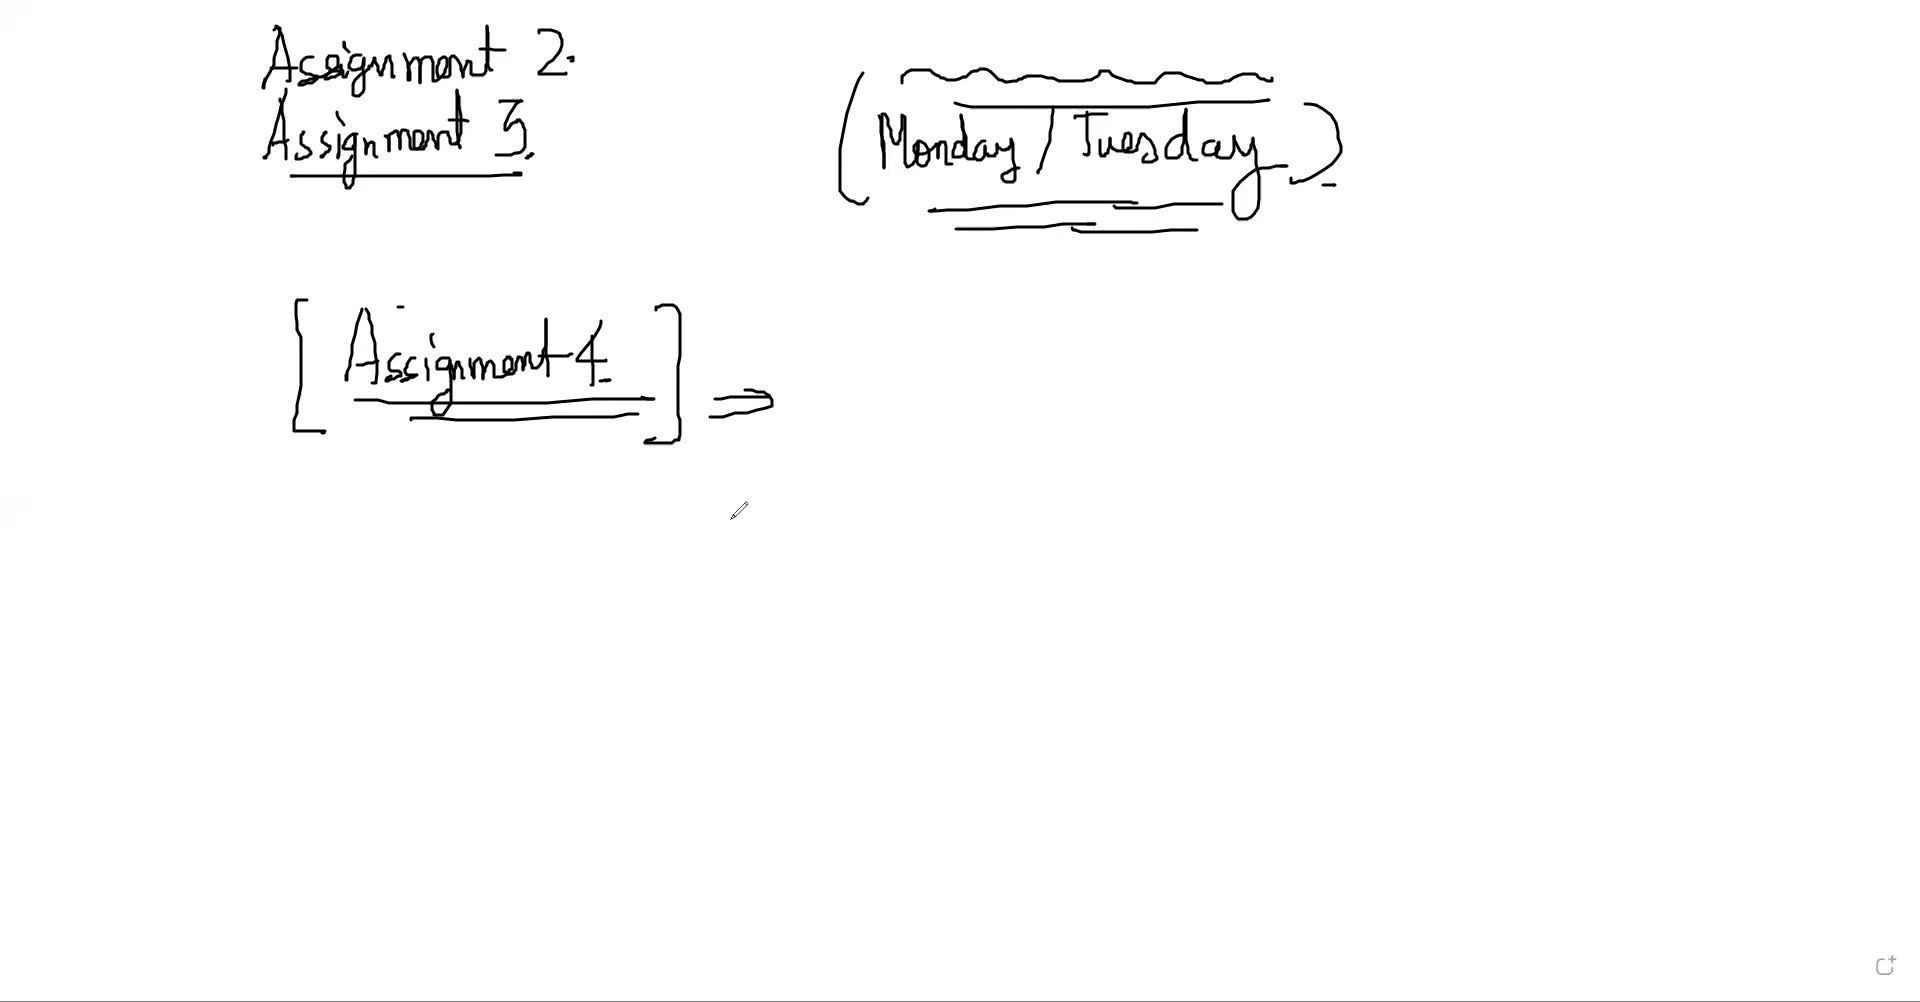 Assignment 2.
Assignment 3.
(Monday / Tuesday)
[Assignment 4] ⇒